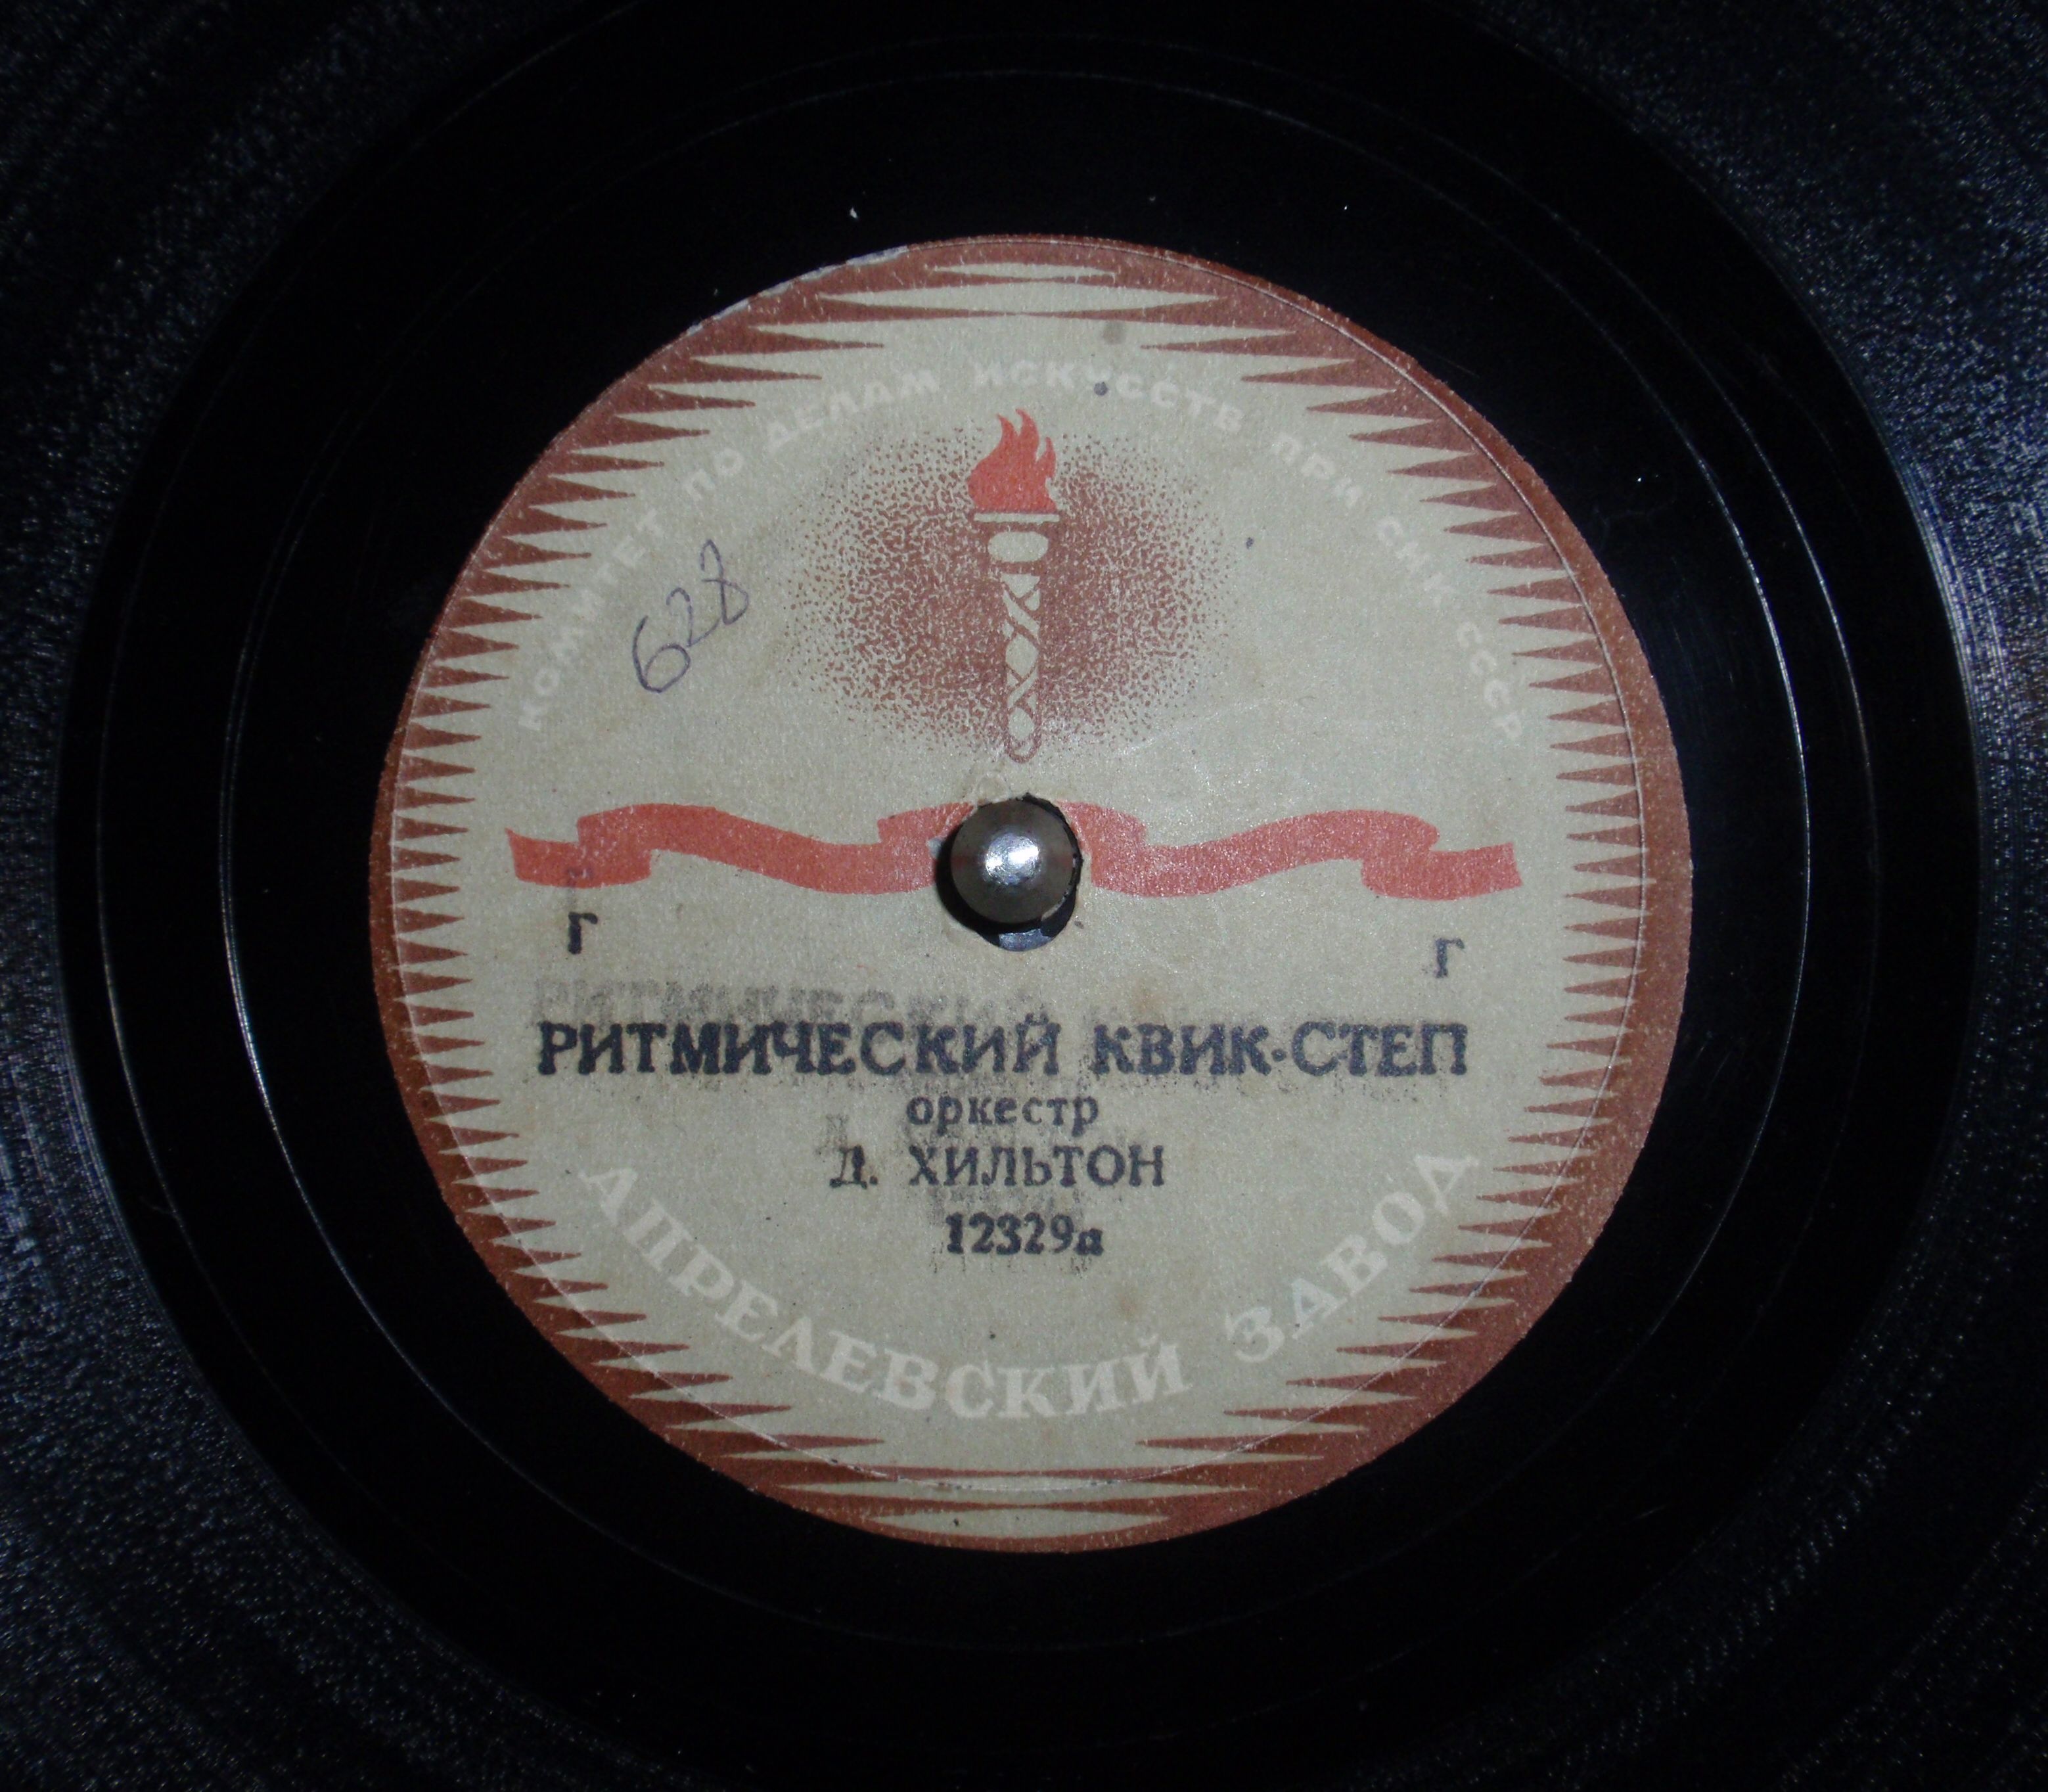 КОМИТЕТ ПО ДЕЛАМ ИСКУССТВ ПРИ СНК СССР
628
Г Г
РИТМИЧЕСКИЙ КВИК-СТЕП
оркестр
Д. ХИЛЬТОН
12329а
АПРЕЛЕВСКИЙ ЗАВОД